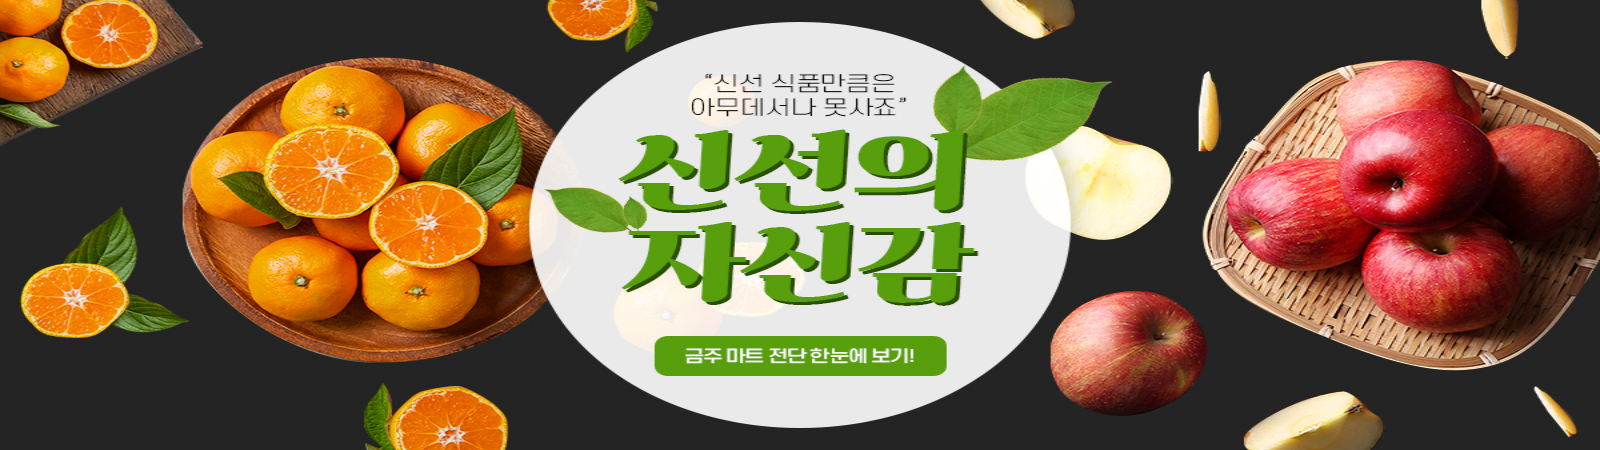 “신선 식품만큼은
아무데서나 못사죠”
신선의
자신감
금주 마트 전단 한눈에 보기!